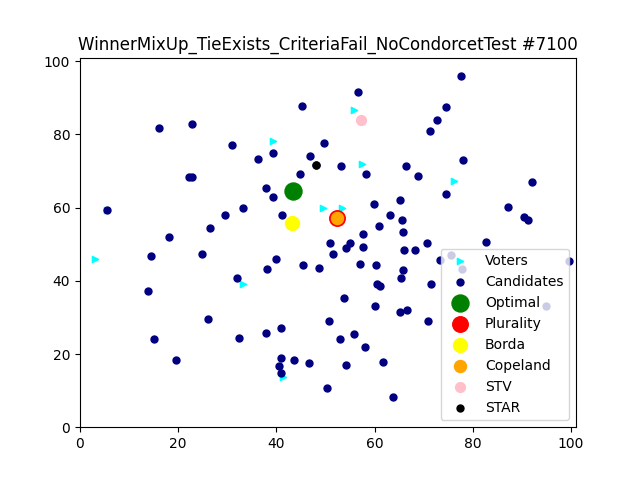 WinnerMixUp_TieExists_CriteriaFail_NoCondorcetTest #7100
100
80
60
40
20
0
0 20 40 60 80 100
Voters
Candidates
Optimal
Plurality
Borda
Copeland
STV
STAR